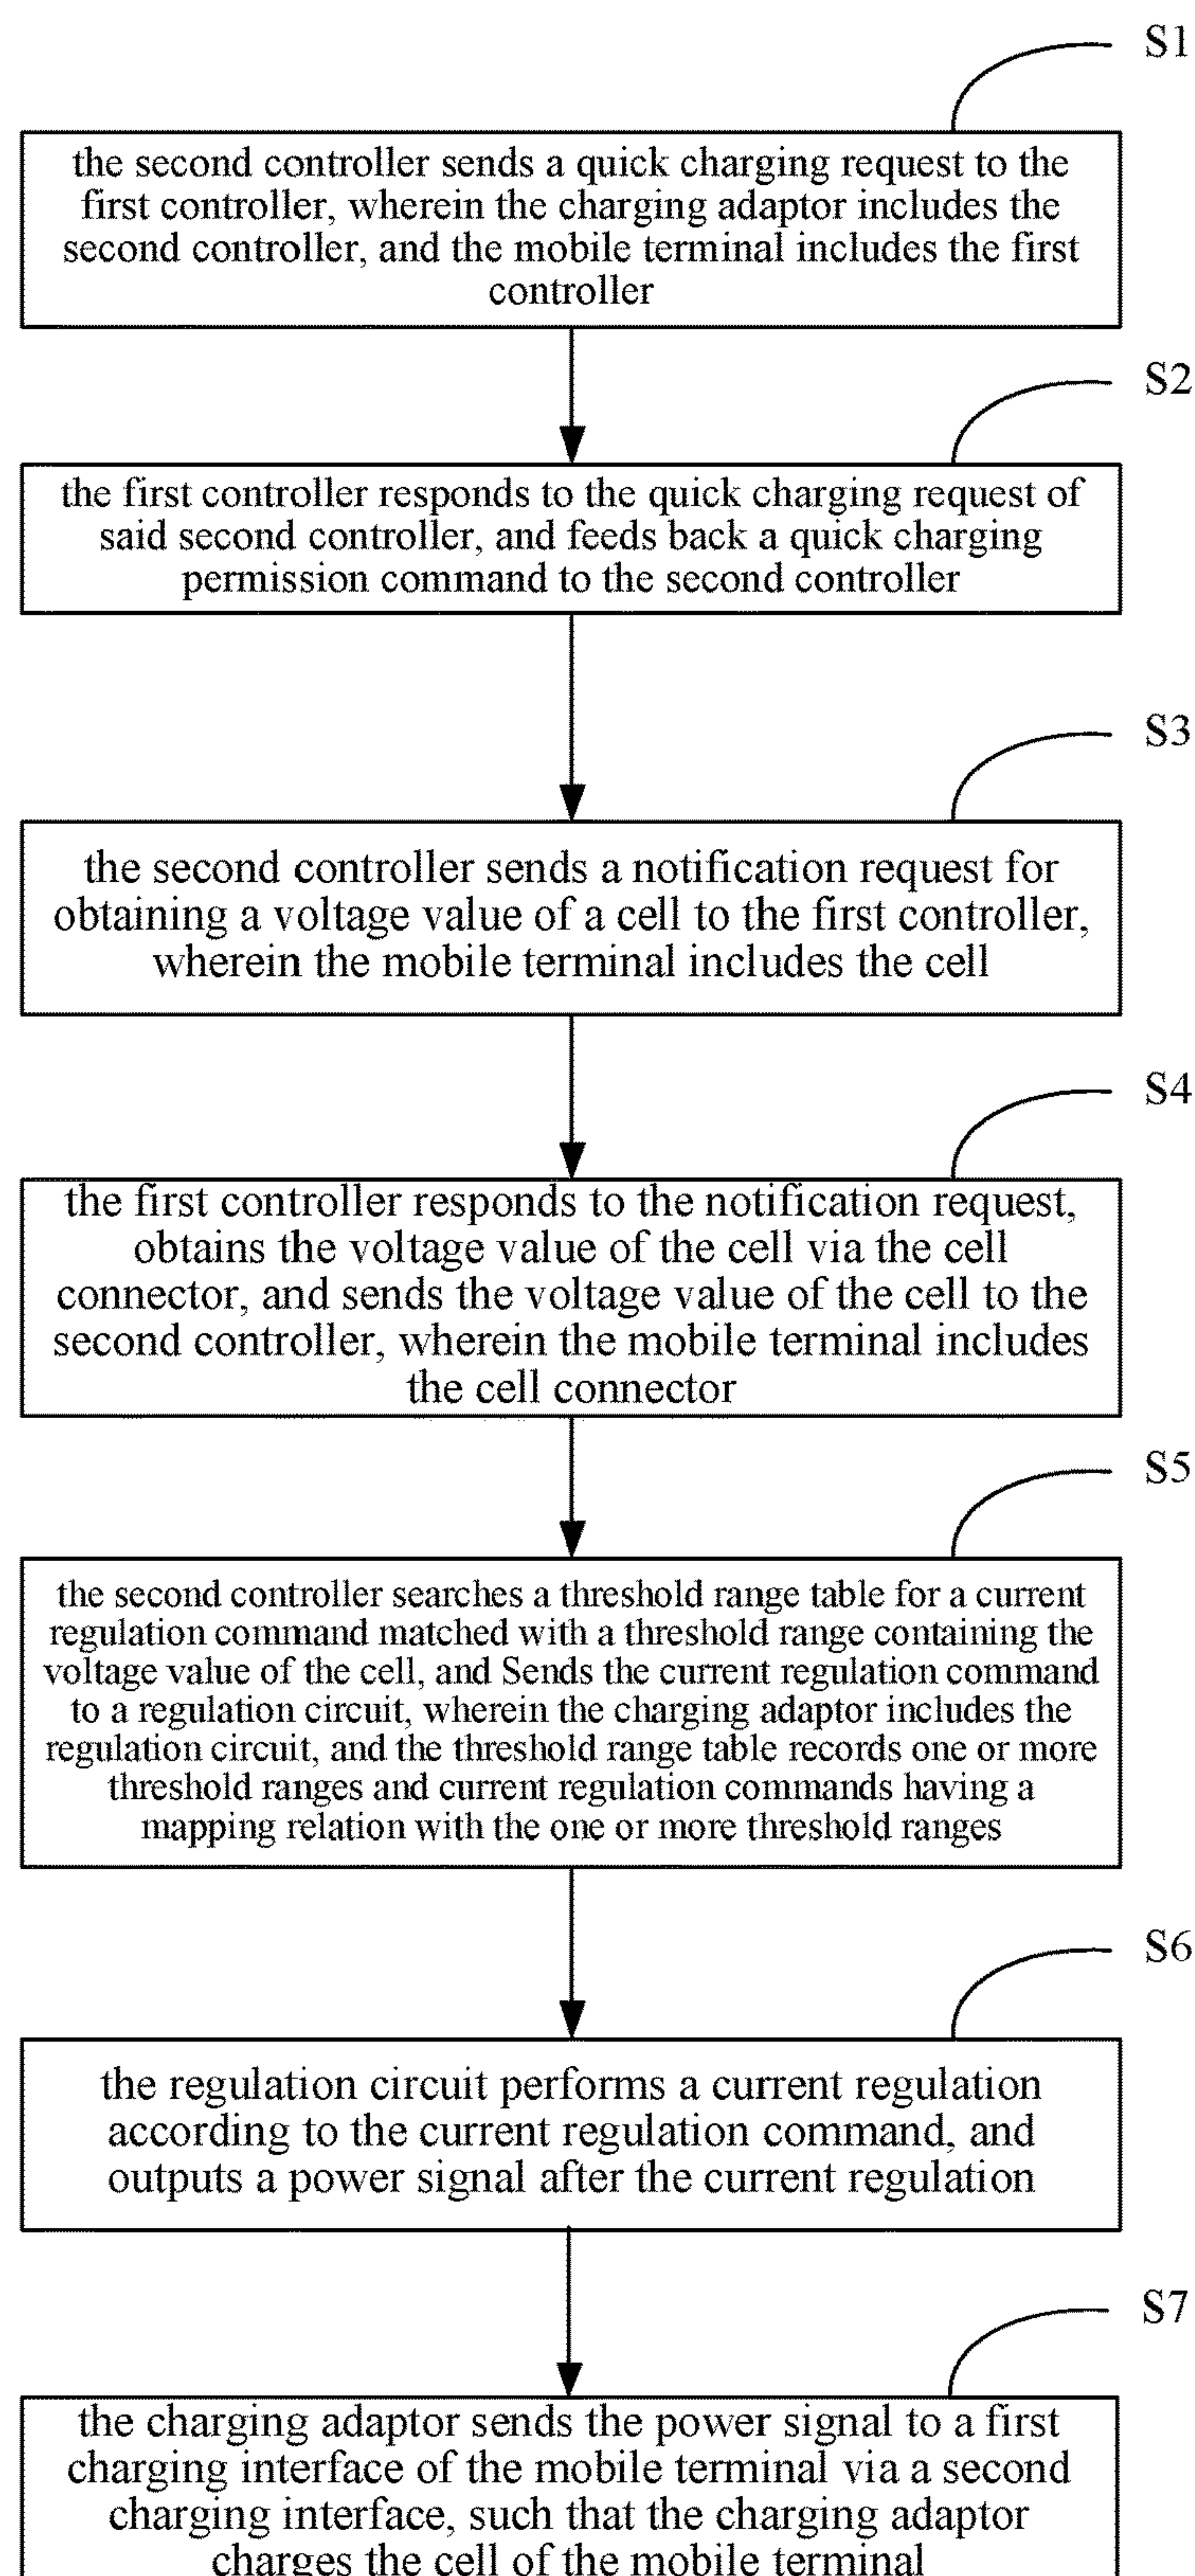 S1
the second controller sends a quick charging request to the
first controller, wherein the charging adaptor includes the
second controller, and the mobile terminal includes the first
controller
S2
the first controller responds to the quick charging request of
said second controller, and feeds back a quick charging
permission command to the second controller
S3
the second controller sends a notification request for
obtaining a voltage value of a cell to the first controller,
wherein the mobile terminal includes the cell
S4
the first controller responds to the notification request,
obtains the voltage value of the cell via the cell
connector, and sends the voltage value of the cell to the
second controller, wherein the mobile terminal includes
the cell connector
S5
the second controller searches a threshold range table for a current
regulation command matched with a threshold range containing the
voltage value of the cell, and Sends the current regulation command
to a regulation circuit, wherein the charging adaptor includes the
regulation circuit, and the threshold range table records one or more
threshold ranges and current regulation commands having a
mapping relation with the one or more threshold ranges
S6
the regulation circuit performs a current regulation
according to the current regulation command, and
outputs a power signal after the current regulation
S7
the charging adaptor sends the power signal to a first
charging interface of the mobile terminal via a second
charging interface, such that the charging adaptor
charges the cell of the mobile terminal